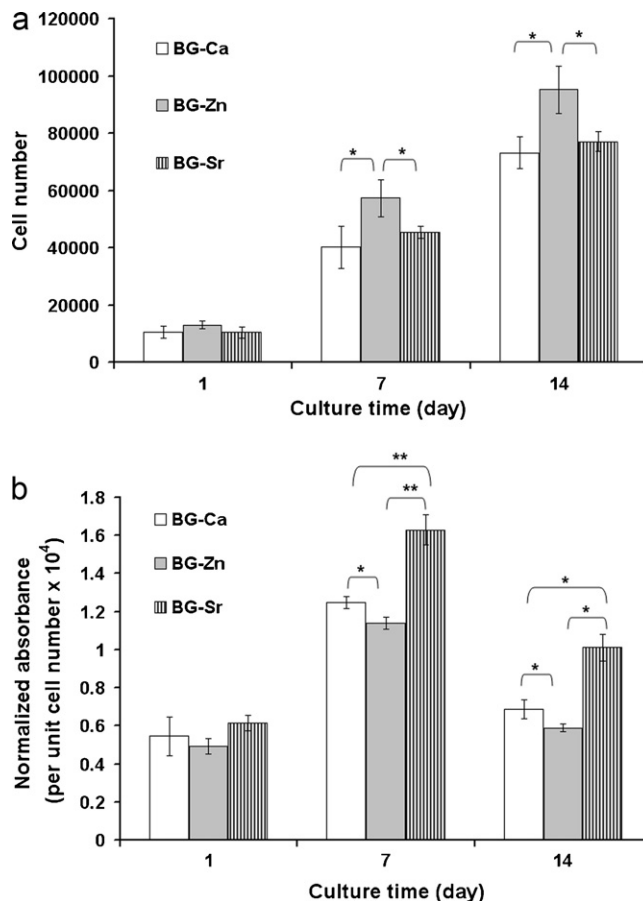 a
120000
100000
80000
60000
40000
20000
0
Cell number
BG-Ca
BG-Zn
BG-Sr
* *
* *
1 7 14
Culture time (day)
b
1.8
1.6
1.4
1.2
1
0.8
0.6
0.4
0.2
0
Normalized absorbance
(per unit cell number x 10⁴)
BG-Ca
BG-Zn
BG-Sr
**
**
*
*
*
*
1 7 14
Culture time (day)